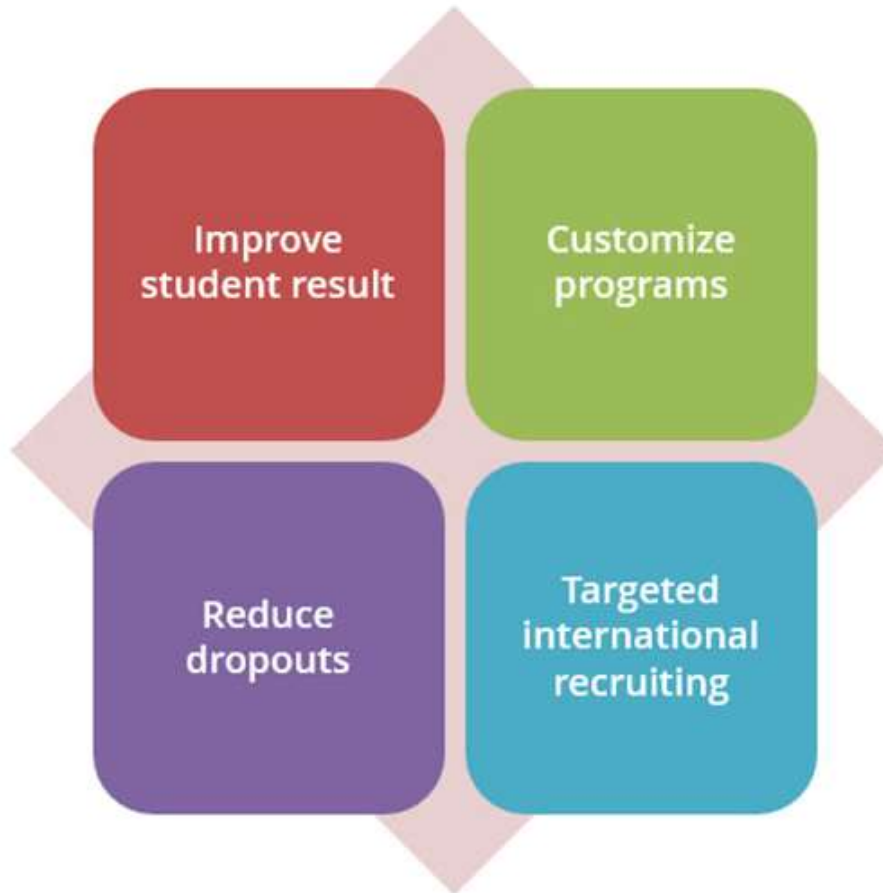 Improve
student result
Customize
programs
Reduce
dropouts
Targeted
international
recruiting